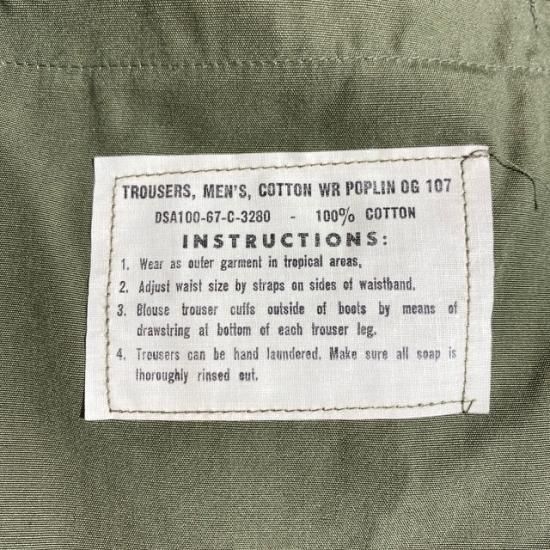 TROUSERS, MEN'S, COTTON WR POPLIN OG 107
DSA100-67-C-3280 - 100% COTTON
INSTRUCTIONS:
1. Wear as outer garment in tropical areas.
2. Adjust waist size by straps on sides of waistband.
3. Blouse trouser cuffs outside of boots by means of
drawstring at bottom of each trouser leg.
4. Trousers can be hand laundered. Make sure all soap is
thoroughly rinsed out.